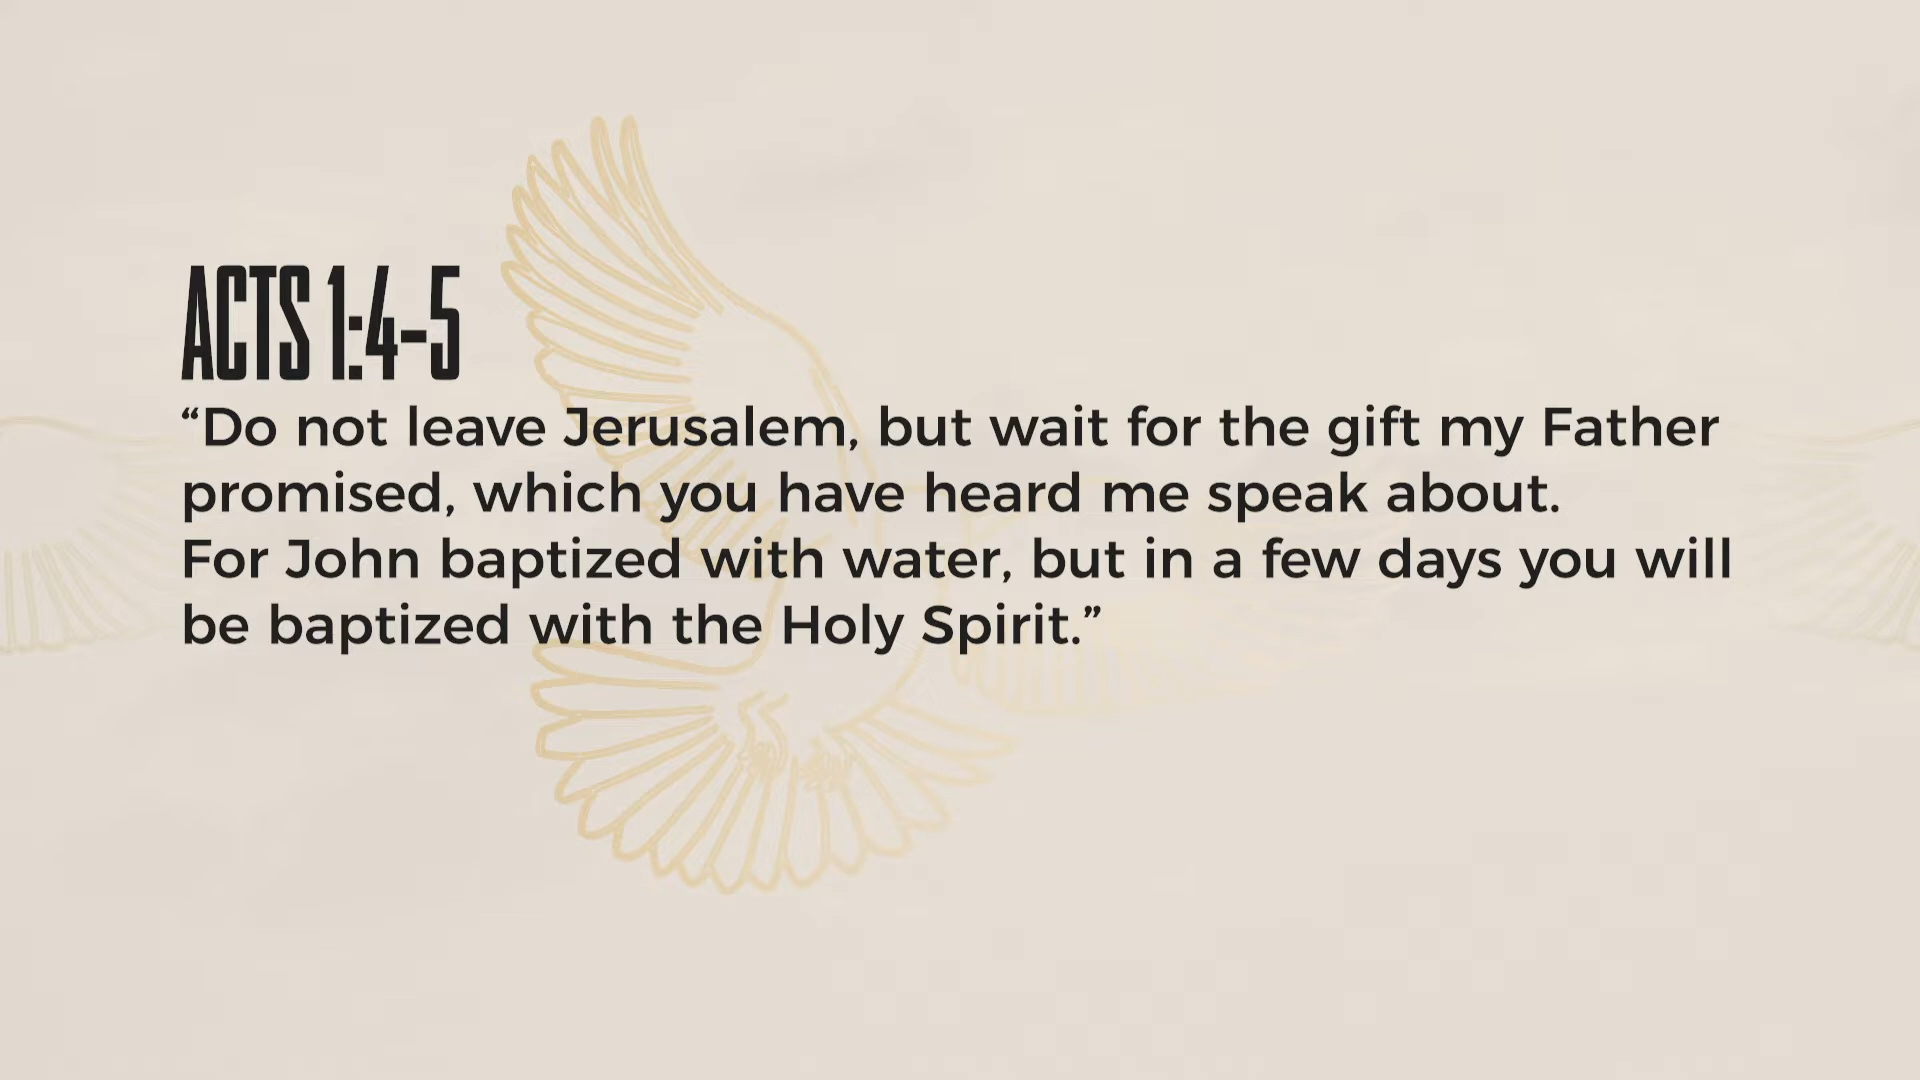 ACTS 1:4-5
“Do not leave Jerusalem, but wait for the gift my Father
promised, which you have heard me speak about.
For John baptized with water, but in a few days you will
be baptized with the Holy Spirit.”